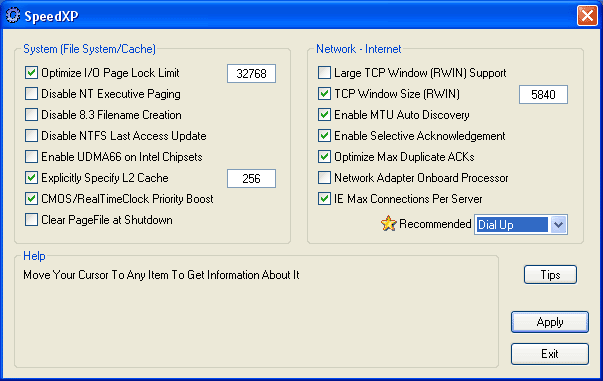 SpeedXP
System (File System/Cache)
Optimize I/O Page Lock Limit 32768
Disable NT Executive Paging
Disable 8.3 Filename Creation
Disable NTFS Last Access Update
Enable UDMA66 on Intel Chipsets
Explicitly Specify L2 Cache 256
CMOS/RealTimeClock Priority Boost
Clear PageFile at Shutdown
Network - Internet
Large TCP Window (RWIN) Support
TCP Window Size (RWIN) 5840
Enable MTU Auto Discovery
Enable Selective Acknowledgement
Optimize Max Duplicate ACKs
Network Adapter Onboard Processor
IE Max Connections Per Server
Recommended Dial Up
Help
Move Your Cursor To Any Item To Get Information About It
Tips
Apply
Exit